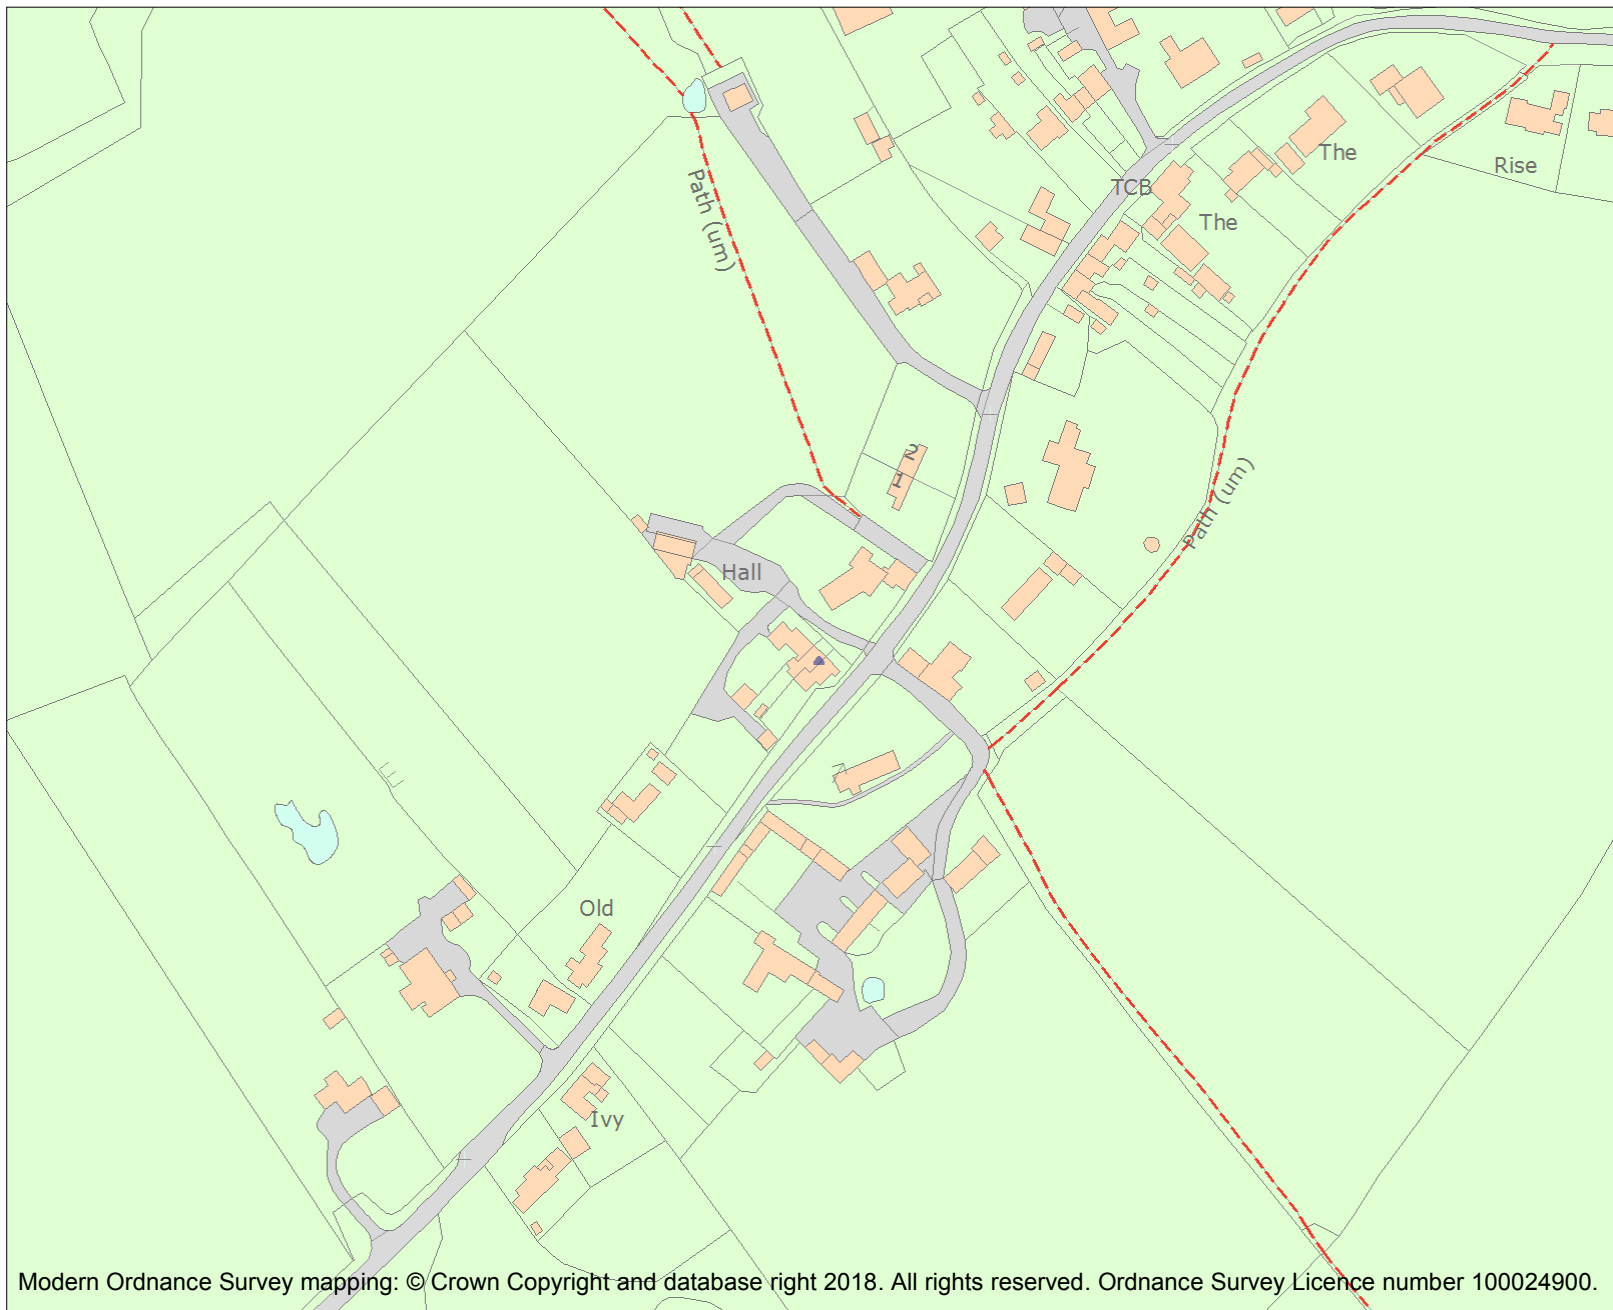 The
Rise
TCB
The
Path (um)
2
1
Path (um)
Hall
Old
Ivy
Modern Ordnance Survey mapping: © Crown Copyright and database right 2018. All rights reserved. Ordnance Survey Licence number 100024900.